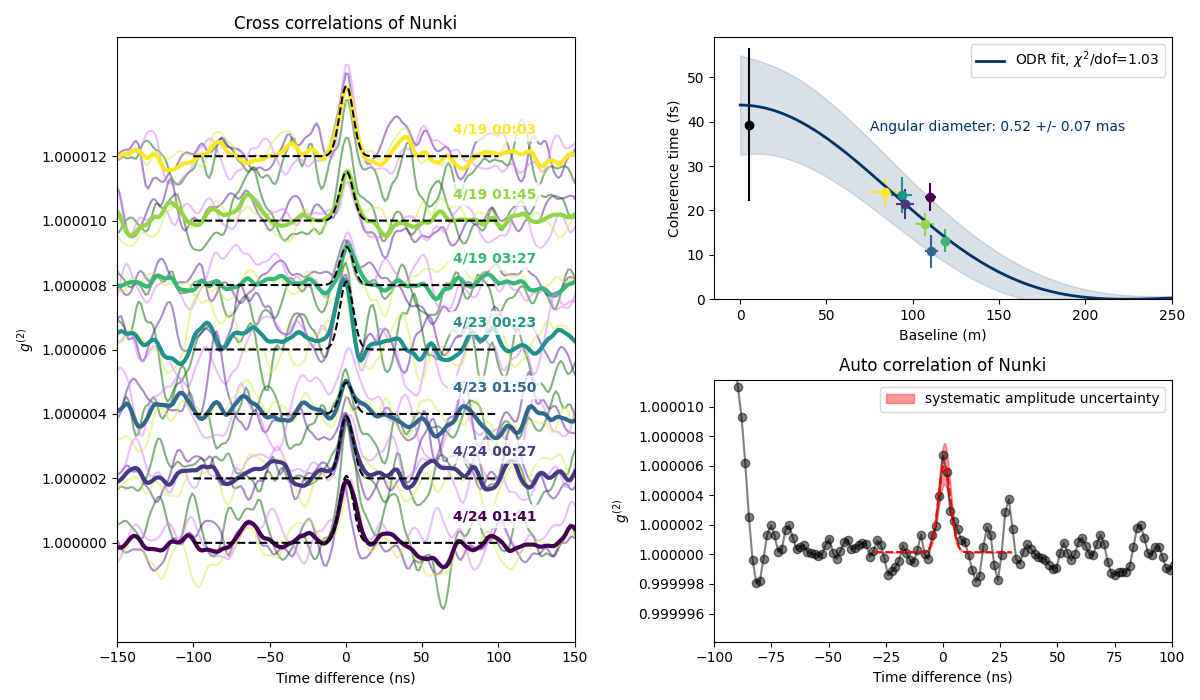 Cross correlations of Nunki
g(2)
1.000012
1.000010
1.000008
1.000006
1.000004
1.000002
1.000000
4/19 00:03
4/19 01:45
4/19 03:27
4/23 00:23
4/23 01:50
4/24 00:27
4/24 01:41
−150 −100 −50 0 50 100 150
Time difference (ns)
ODR fit, χ²/dof=1.03
Angular diameter: 0.52 +/- 0.07 mas
Coherence time (fs)
50
40
30
20
10
0
0 50 100 150 200 250
Baseline (m)
Auto correlation of Nunki
systematic amplitude uncertainty
g(2)
1.000010
1.000008
1.000006
1.000004
1.000002
1.000000
0.999998
0.999996
−100 −75 −50 −25 0 25 50 75 100
Time difference (ns)